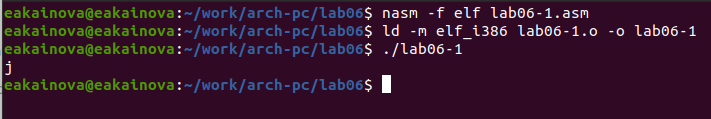 eakainova@eakainova:~/work/arch-pc/lab06$ nasm -f elf lab06-1.asm
eakainova@eakainova:~/work/arch-pc/lab06$ ld -m elf_i386 lab06-1.o -o lab06-1
eakainova@eakainova:~/work/arch-pc/lab06$ ./lab06-1
j
eakainova@eakainova:~/work/arch-pc/lab06$